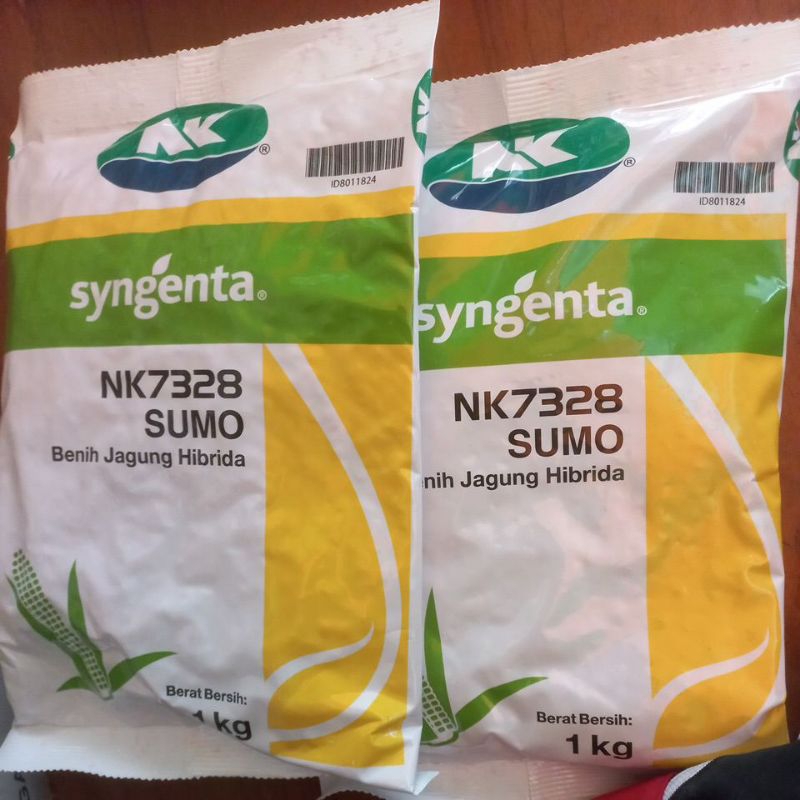 NK®
ID8011824
syngenta®
NK7328
SUMO
Benih Jagung Hibrida
Berat Bersih:
1 kg
NK®
ID8011824
syngenta®
NK7328
SUMO
enih Jagung Hibrida
Berat Bersih:
1 kg